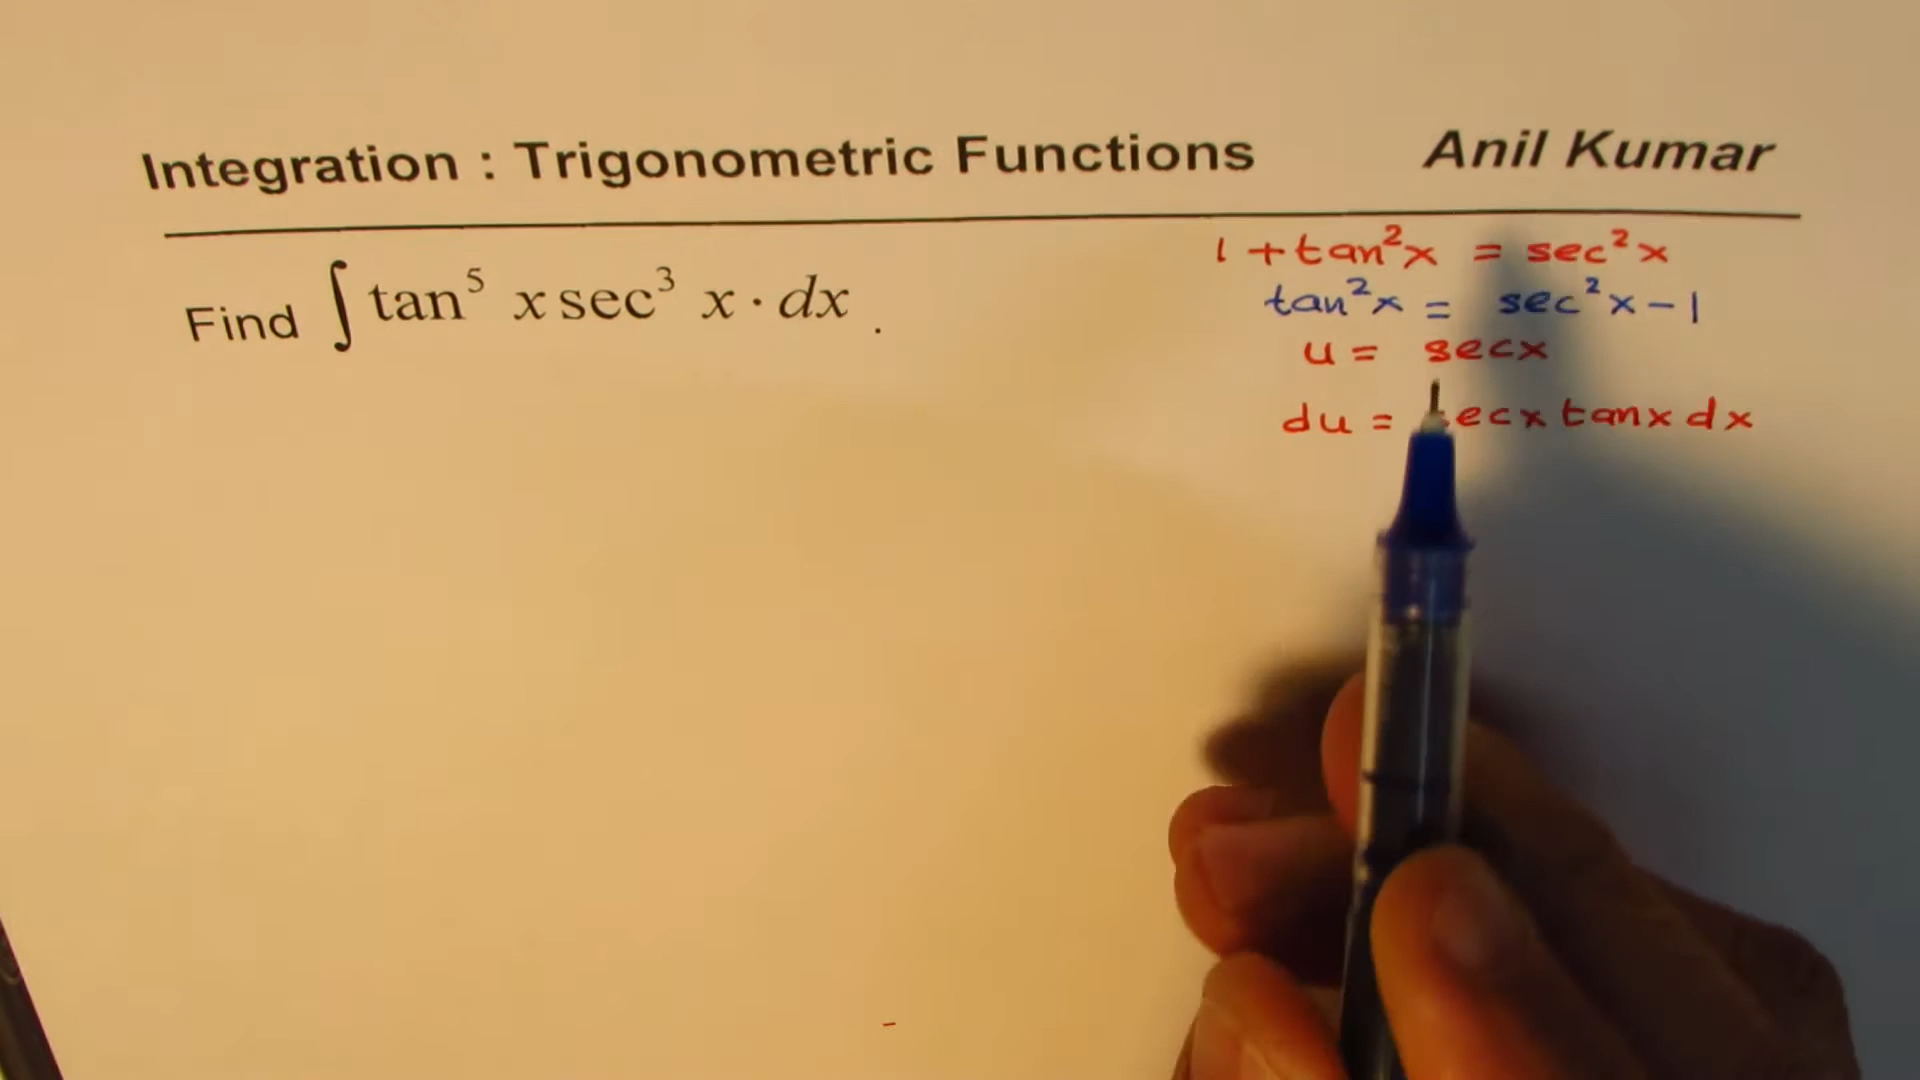 Integration : Trigonometric Functions Anil Kumar
Find ∫ tan⁵ x sec³ x · dx .
1 + tan²x = sec²x
tan²x = sec²x − 1
u = secx
du = secx tanx dx